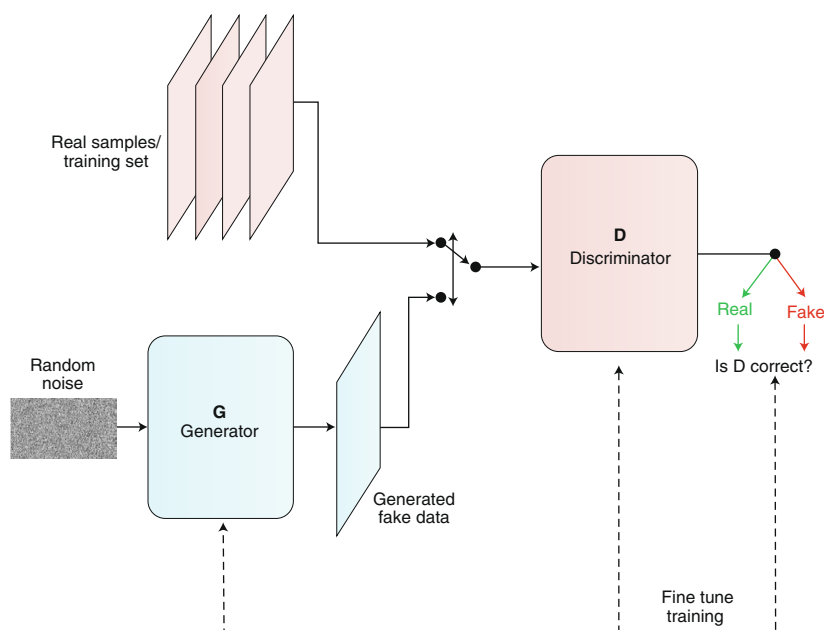 Real samples/
training set
D
Discriminator
Real
Fake
Is D correct?
Random
noise
G
Generator
Generated
fake data
Fine tune
training